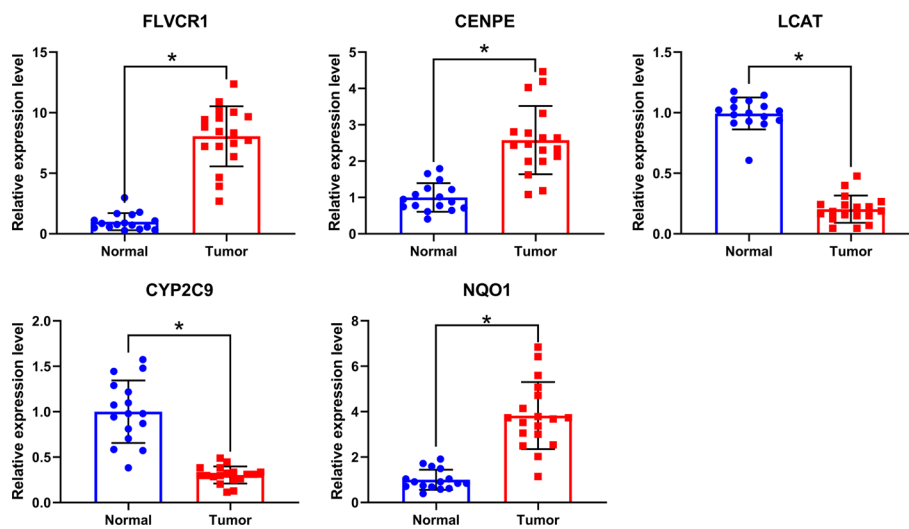 FLVCR1
Relative expression level
15
10
5
0
*
Normal
Tumor
CENPE
Relative expression level
5
4
3
2
1
0
*
Normal
Tumor
LCAT
Relative expression level
1.5
1.0
0.5
0.0
*
Normal
Tumor
CYP2C9
Relative expression level
2.0
1.5
1.0
0.5
0.0
*
Normal
Tumor
NQO1
Relative expression level
8
6
4
2
0
*
Normal
Tumor